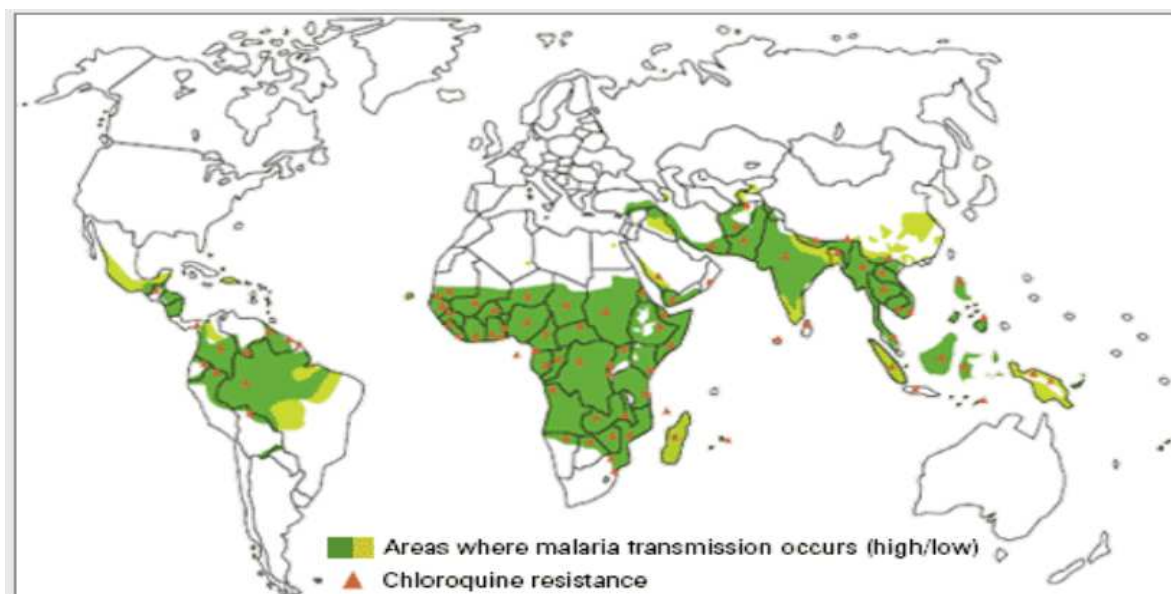 Areas where malaria transmission occurs (high/low)
Chloroquine resistance